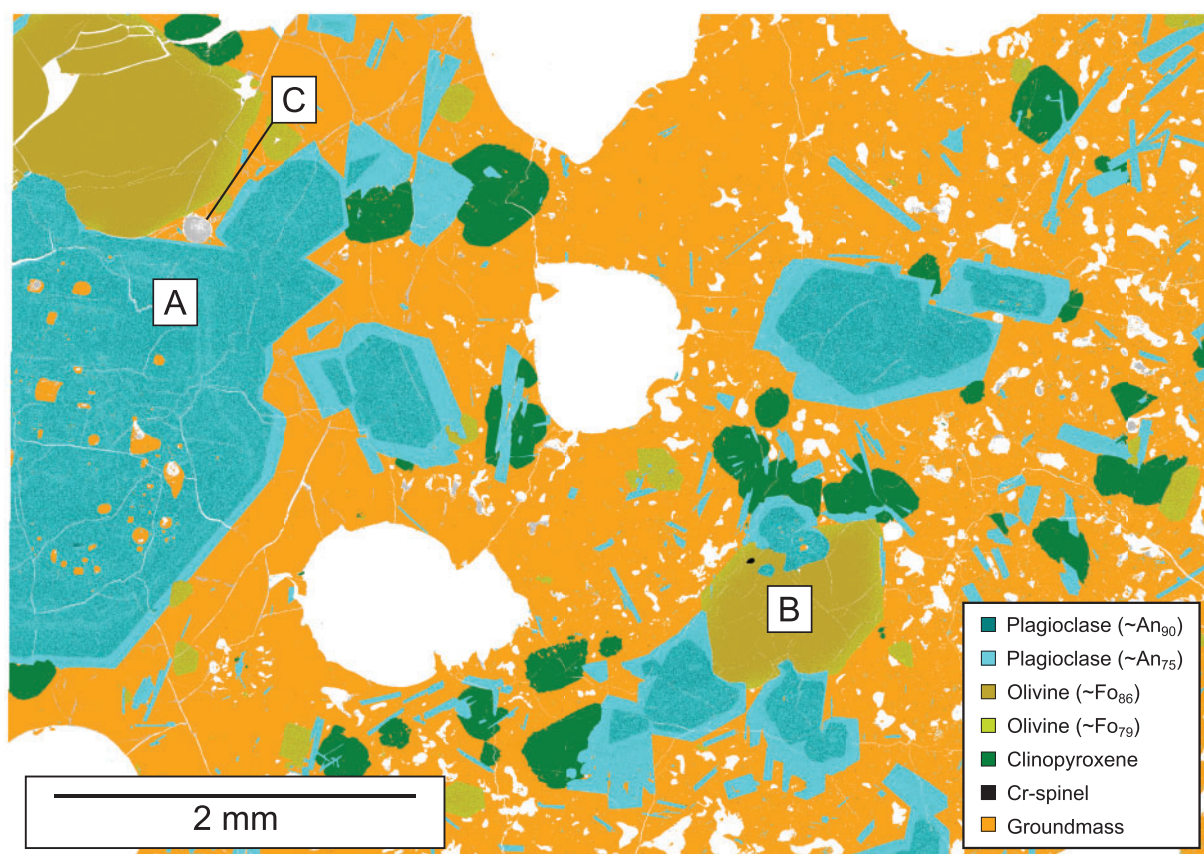 C
A
B
Plagioclase (~An90)
Plagioclase (~An75)
Olivine (~Fo86)
Olivine (~Fo79)
Clinopyroxene
Cr-spinel
Groundmass
2 mm